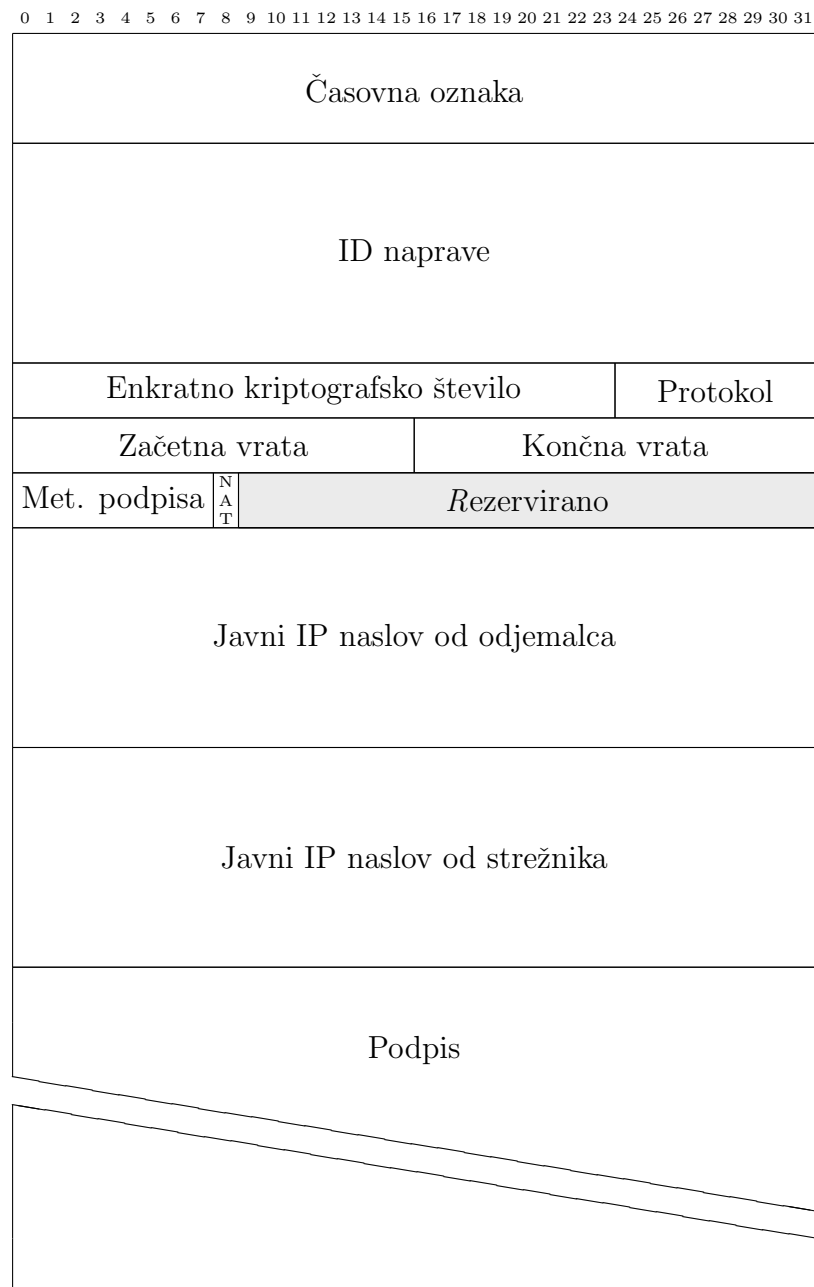 0 1 2 3 4 5 6 7 8 9 10 11 12 13 14 15 16 17 18 19 20 21 22 23 24 25 26 27 28 29 30 31
Časovna oznaka
ID naprave
Enkratno kriptografsko število Protokol
Začetna vrata Končna vrata
Met. podpisa NAT Rezervirano
Javni IP naslov od odjemalca
Javni IP naslov od strežnika
Podpis